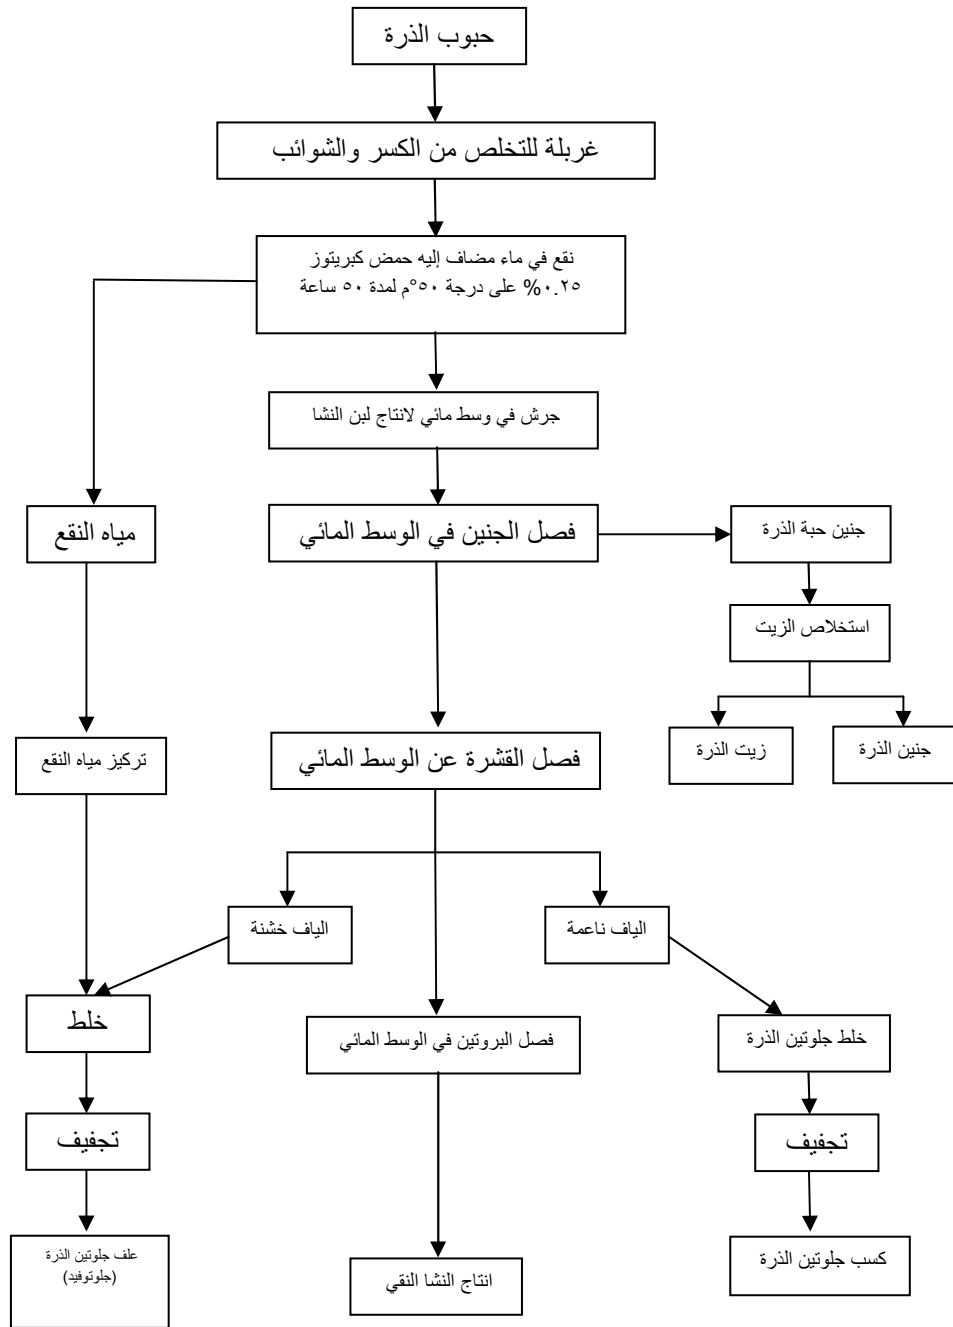 حبوب الذرة
غربلة للتخلص من الكسر والشوائب
نقع في ماء مضاف إليه حمض كبريتوز
٠.٢٥% على درجة ٥٠°م لمدة ٥٠ ساعة
جرش في وسط مائي لانتاج لبن النشا
مياه النقع
فصل الجنين في الوسط المائي
جنين حبة الذرة
استخلاص الزيت
تركيز مياه النقع
فصل القشرة عن الوسط المائي
زيت الذرة
جنين الذرة
الياف خشنة
الياف ناعمة
خلط
فصل البروتين في الوسط المائي
خلط جلوتين الذرة
تجفيف
تجفيف
علف جلوتين الذرة
(جلوتوفيد)
انتاج النشا النقي
كسب جلوتين الذرة